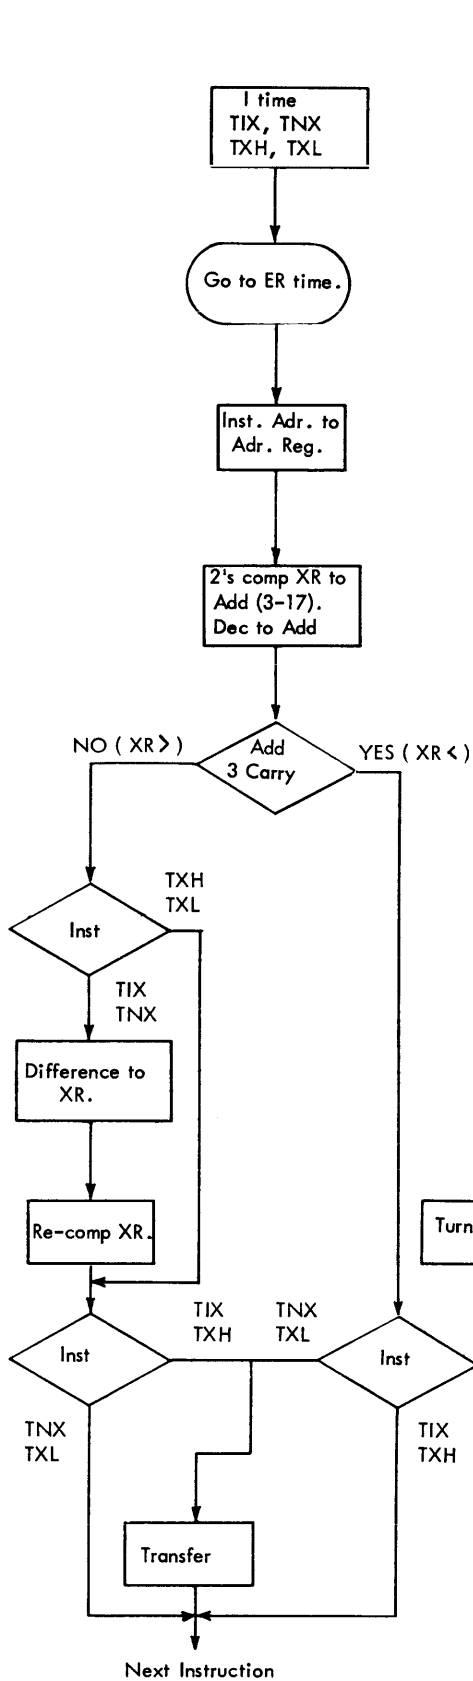 I time
TIX, TNX
TXH, TXL
Go to ER time.
Inst. Adr. to
Adr. Reg.
2's comp XR to
Add (3-17).
Dec to Add
NO ( XR> )
Add
3 Carry
YES ( XR< )
TXH
TXL
Inst
TIX
TNX
Difference to
XR.
Re-comp XR.
Turn
TIX
TXH
TNX
TXL
Inst
Inst
TNX
TXL
TIX
TXH
Transfer
Next Instruction